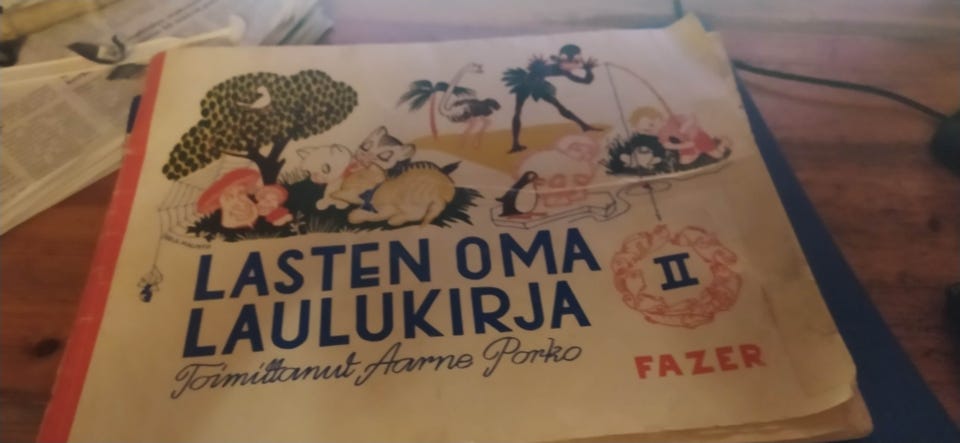 LASTEN OMA
LAULUKIRJA
Toimittanut Aarne Porko
II
FAZER